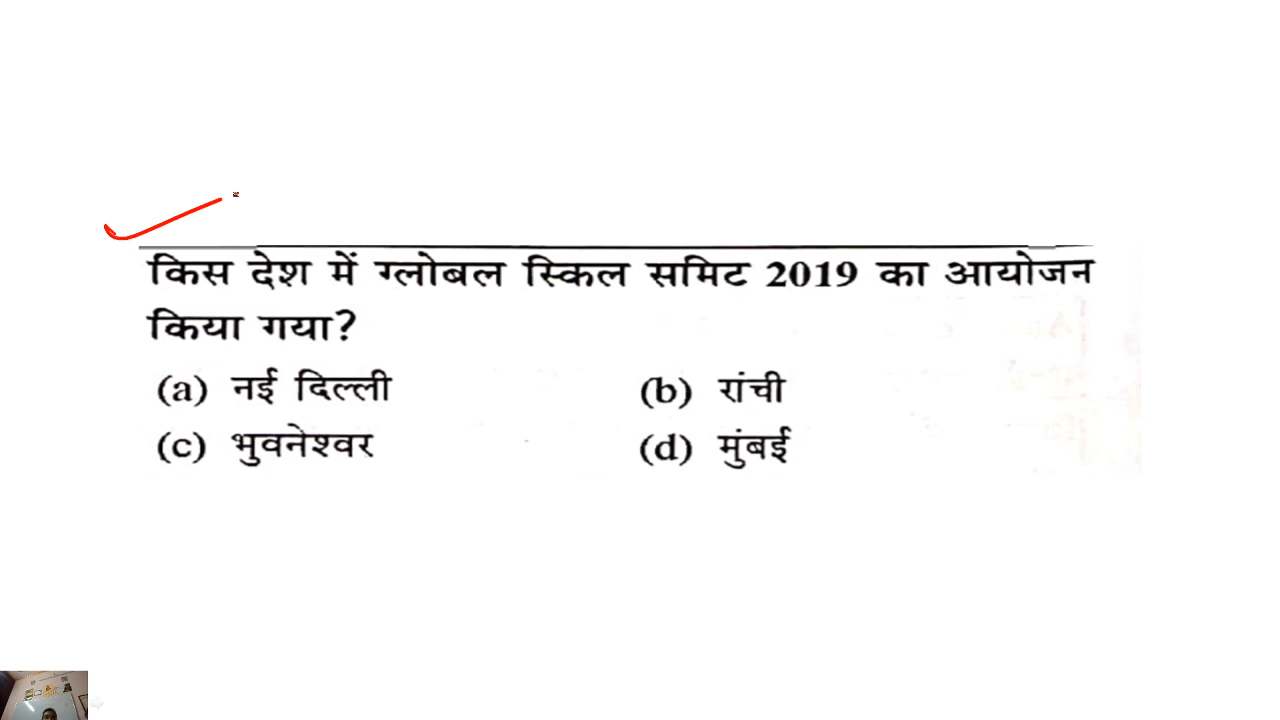 किस देश में ग्लोबल स्किल समिट 2019 का आयोजन
किया गया?
(a) नई दिल्ली (b) रांची
(c) भुवनेश्वर (d) मुंबई